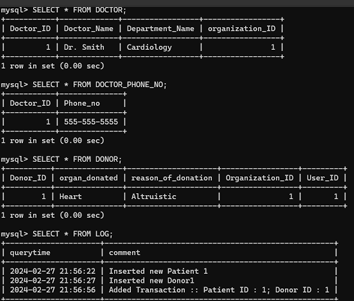 mysql> SELECT * FROM DOCTOR;
+-----------+-------------+-----------------+-----------------+
| Doctor_ID | Doctor_Name | Department_Name | organization_ID |
+-----------+-------------+-----------------+-----------------+
| 1 | Dr. Smith | Cardiology | 1 |
+-----------+-------------+-----------------+-----------------+
1 row in set (0.00 sec)
mysql> SELECT * FROM DOCTOR_PHONE_NO;
+-----------+--------------+
| Doctor_ID | Phone_no |
+-----------+--------------+
| 1 | 555-555-5555 |
+-----------+--------------+
1 row in set (0.00 sec)
mysql> SELECT * FROM DONOR;
+----------+---------------+--------------------+-----------------+---------+
| Donor_ID | organ_donated | reason_of_donation | Organization_ID | User_ID |
+----------+---------------+--------------------+-----------------+---------+
| 1 | Heart | Altruistic | 1 | 1 |
+----------+---------------+--------------------+-----------------+---------+
1 row in set (0.00 sec)
mysql> SELECT * FROM LOG;
+---------------------+--------------------------------------------------+
| querytime | comment |
+---------------------+--------------------------------------------------+
| 2024-02-27 21:56:22 | Inserted new Patient 1 |
| 2024-02-27 21:56:27 | Inserted new Donor1 |
| 2024-02-27 21:56:56 | Added Transaction :: Patient ID : 1; Donor ID : 1 |
+---------------------+--------------------------------------------------+